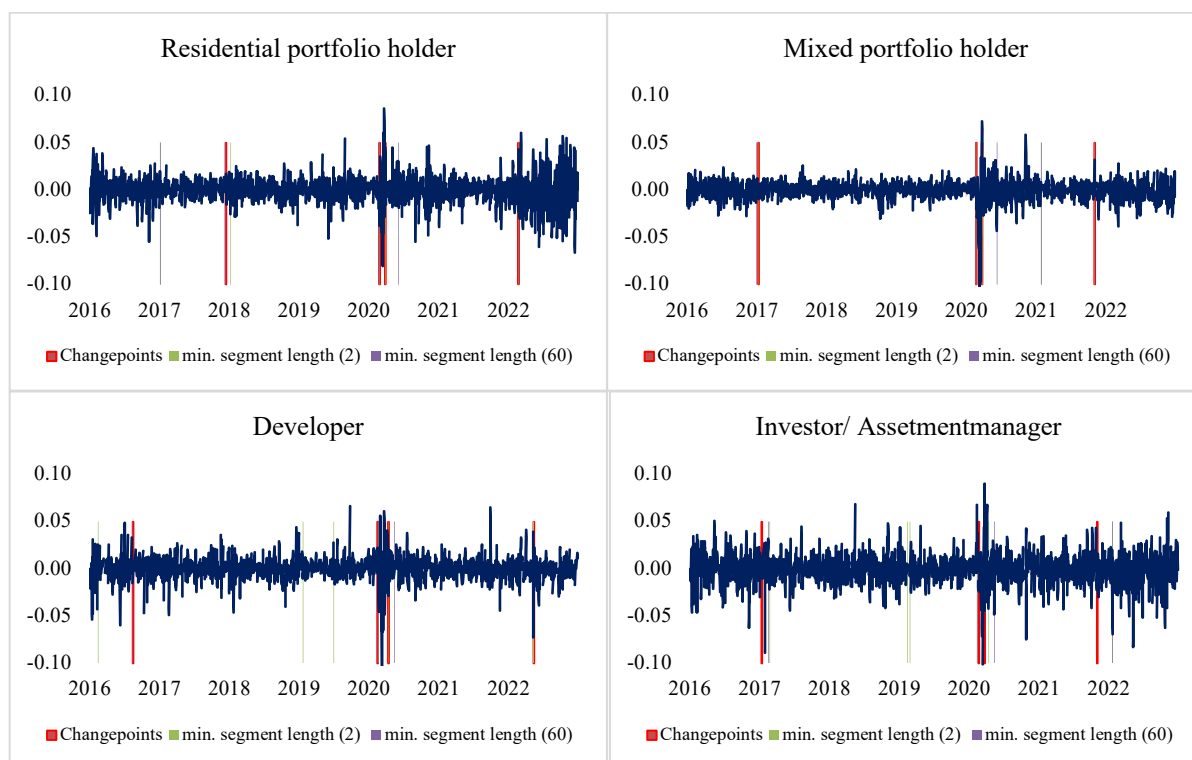 Residential portfolio holder
0.10
0.05
0.00
-0.05
-0.10
2016 2017 2018 2019 2020 2021 2022
Changepoints min. segment length (2) min. segment length (60)
Mixed portfolio holder
0.10
0.05
0.00
-0.05
-0.10
2016 2017 2018 2019 2020 2021 2022
Changepoints min. segment length (2) min. segment length (60)
Developer
0.10
0.05
0.00
-0.05
-0.10
2016 2017 2018 2019 2020 2021 2022
Changepoints min. segment length (2) min. segment length (60)
Investor/ Assetmentmanager
0.10
0.05
0.00
-0.05
-0.10
2016 2017 2018 2019 2020 2021 2022
Changepoints min. segment length (2) min. segment length (60)